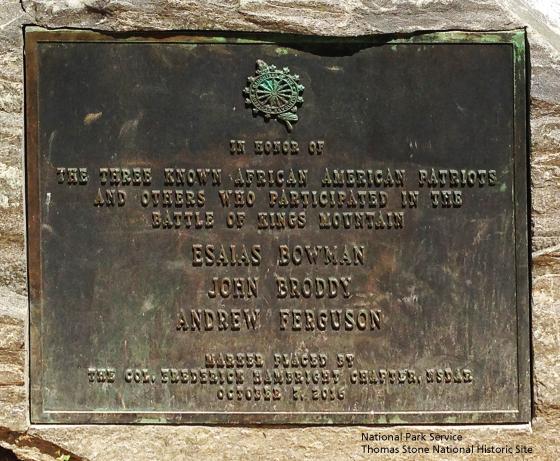 IN HONOR OF
THE THREE KNOWN AFRICAN AMERICAN PATRIOTS
AND OTHERS WHO PARTICIPATED IN THE
BATTLE OF KINGS MOUNTAIN
ESAIAS BOWMAN
JOHN BRODDY
ANDREW FERGUSON
MARKER PLACED BY
THE COL. FREDERICK HAMBRIGHT CHAPTER, NSDAR
OCTOBER 7, 2016
National Park Service
Thomas Stone National Historic Site